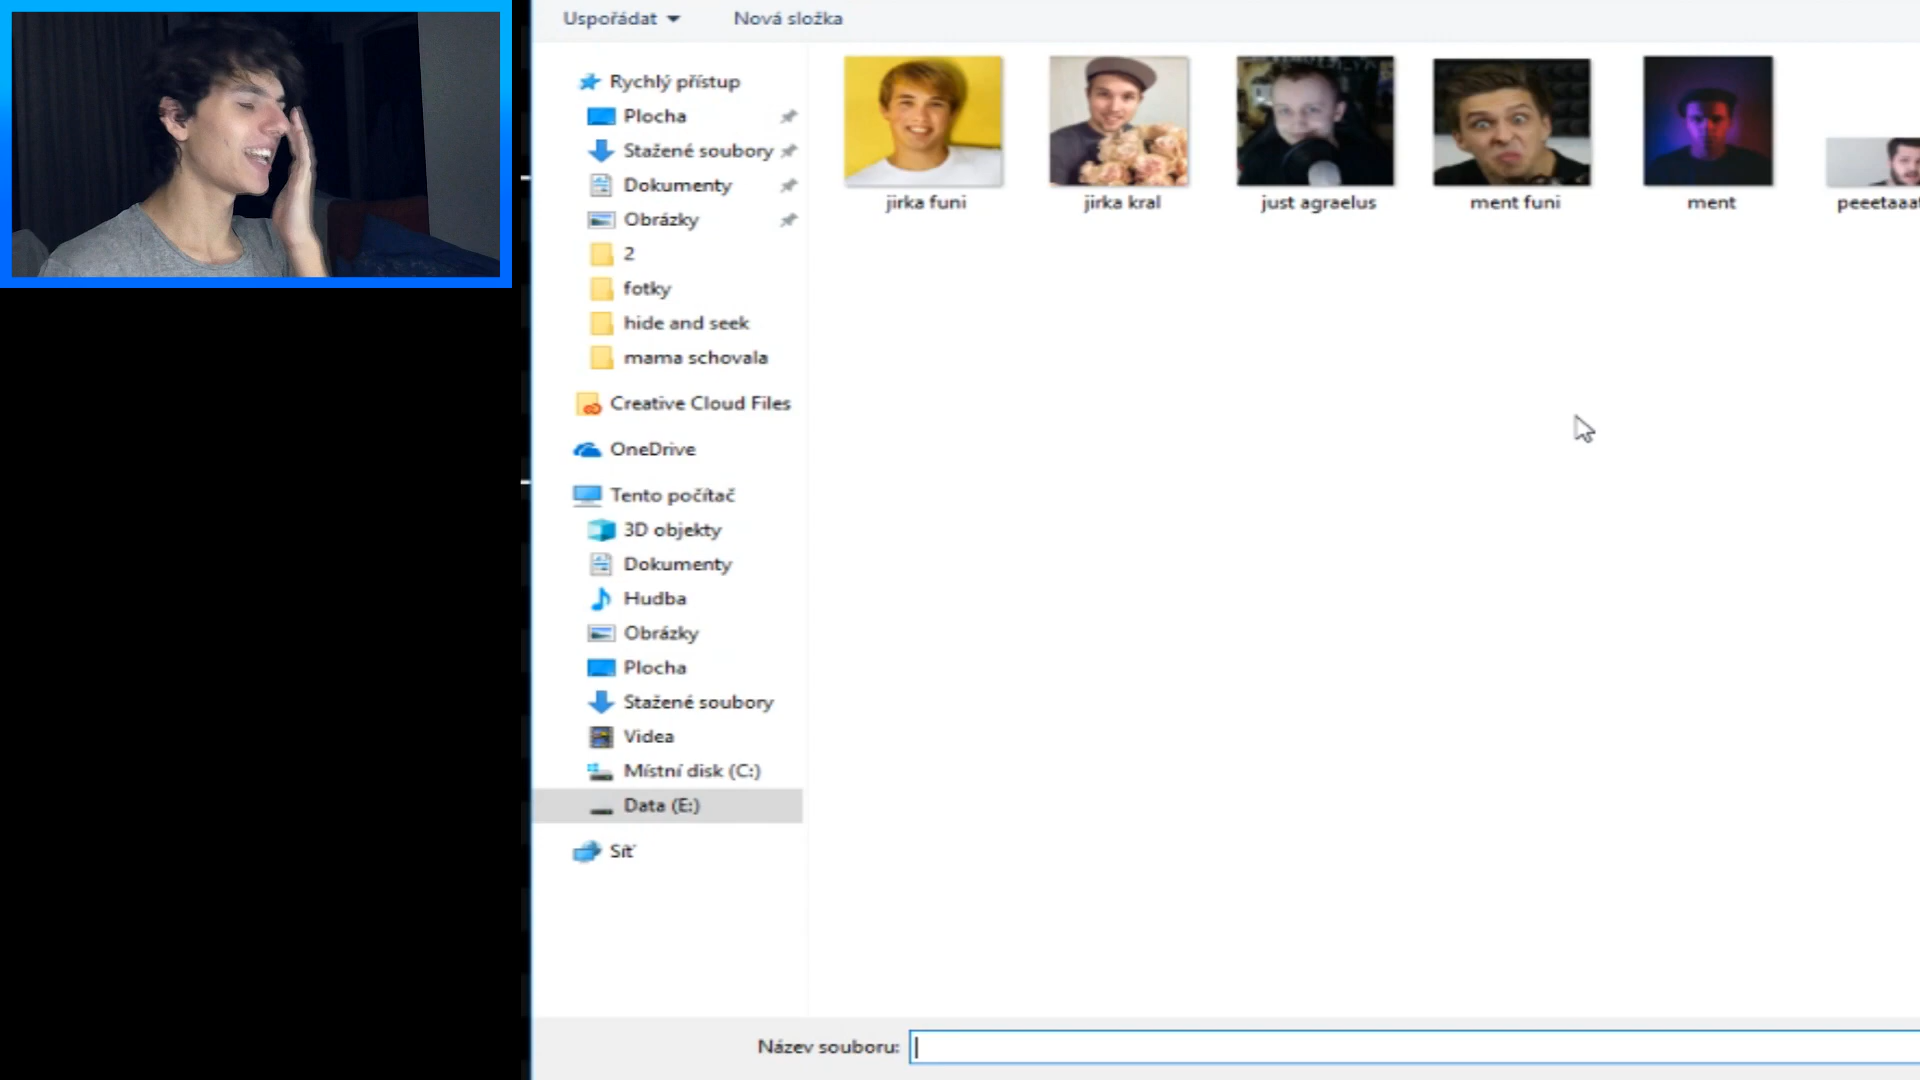 Uspořádat
Nová složka
Rychlý přístup
Plocha
Stažené soubory
Dokumenty
Obrázky
2
fotky
hide and seek
mama schovala
Creative Cloud Files
OneDrive
Tento počítač
3D objekty
Dokumenty
Hudba
Obrázky
Plocha
Stažené soubory
Videa
Místní disk (C:)
Data (E:)
Síť
jirka funi
jirka kral
just agraelus
ment funi
ment
Název souboru: